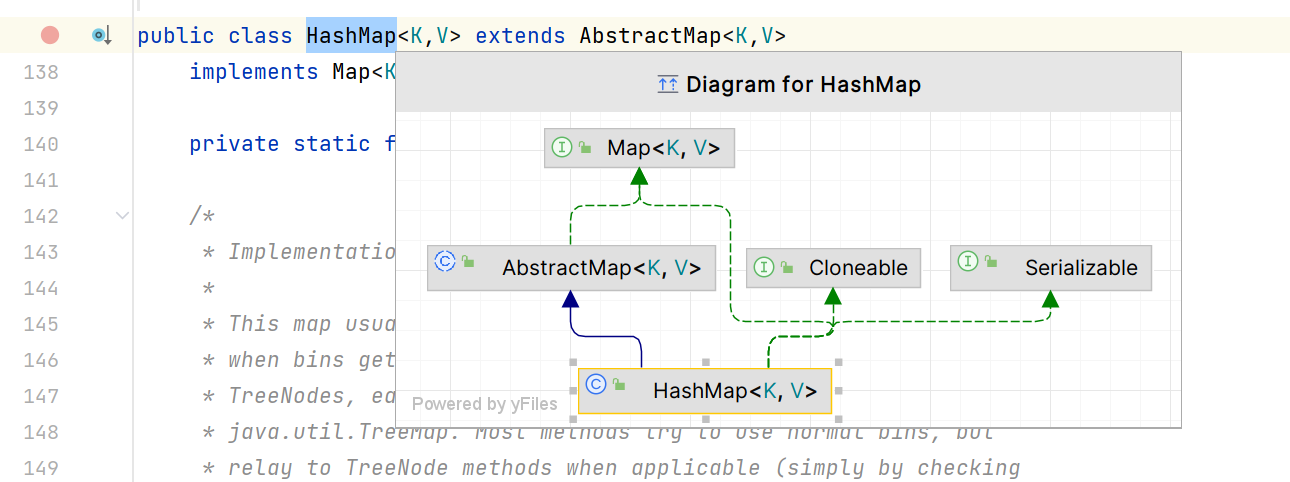 public class HashMap<K,V> extends AbstractMap<K,V>
138 implements Map<K
139
140 private static f
141
142 /*
143 * Implementatio
144 *
145 * This map usua
146 * when bins get
147 * TreeNodes, ea
148 * java.util.TreeMap. Most methods try to use normal bins, but
149 * relay to TreeNode methods when applicable (simply by checking
Diagram for HashMap
I Map<K, V>
C AbstractMap<K, V>
I Cloneable
I Serializable
C HashMap<K, V>
Powered by yFiles